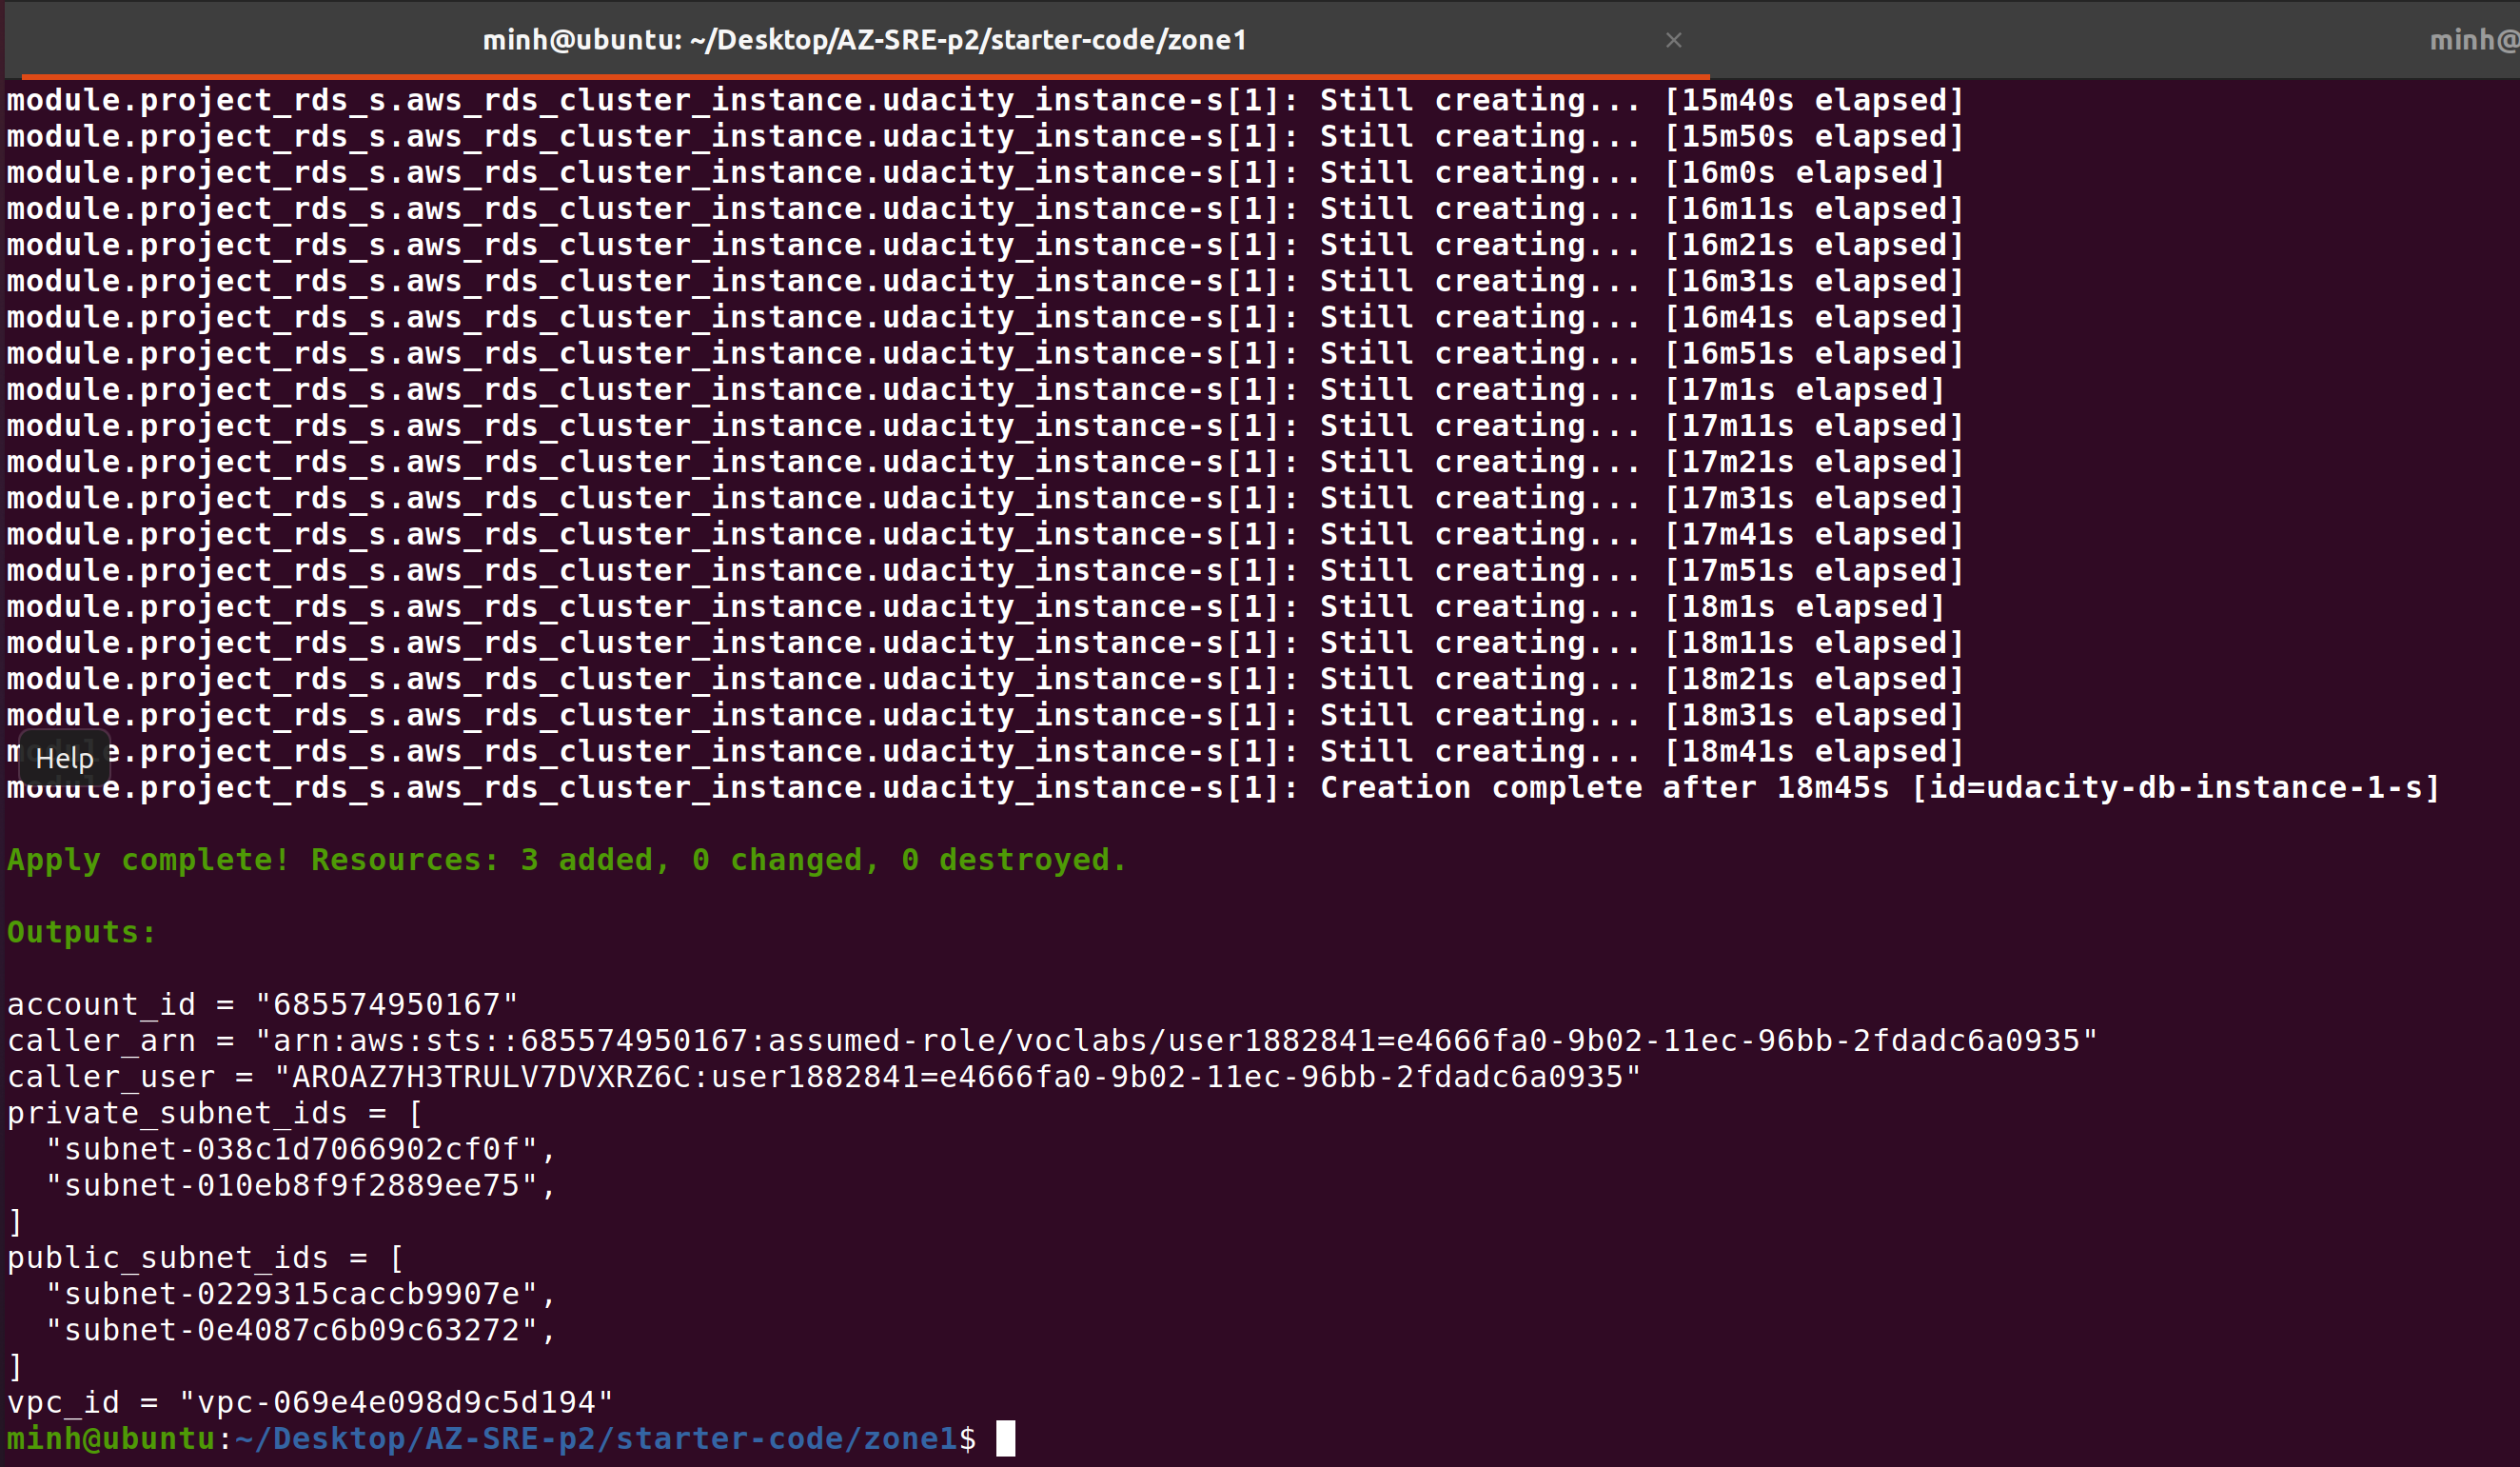 minh@ubuntu: ~/Desktop/AZ-SRE-p2/starter-code/zone1 × minh@
module.project_rds_s.aws_rds_cluster_instance.udacity_instance-s[1]: Still creating... [15m40s elapsed]
module.project_rds_s.aws_rds_cluster_instance.udacity_instance-s[1]: Still creating... [15m50s elapsed]
module.project_rds_s.aws_rds_cluster_instance.udacity_instance-s[1]: Still creating... [16m0s elapsed]
module.project_rds_s.aws_rds_cluster_instance.udacity_instance-s[1]: Still creating... [16m11s elapsed]
module.project_rds_s.aws_rds_cluster_instance.udacity_instance-s[1]: Still creating... [16m21s elapsed]
module.project_rds_s.aws_rds_cluster_instance.udacity_instance-s[1]: Still creating... [16m31s elapsed]
module.project_rds_s.aws_rds_cluster_instance.udacity_instance-s[1]: Still creating... [16m41s elapsed]
module.project_rds_s.aws_rds_cluster_instance.udacity_instance-s[1]: Still creating... [16m51s elapsed]
module.project_rds_s.aws_rds_cluster_instance.udacity_instance-s[1]: Still creating... [17m1s elapsed]
module.project_rds_s.aws_rds_cluster_instance.udacity_instance-s[1]: Still creating... [17m11s elapsed]
module.project_rds_s.aws_rds_cluster_instance.udacity_instance-s[1]: Still creating... [17m21s elapsed]
module.project_rds_s.aws_rds_cluster_instance.udacity_instance-s[1]: Still creating... [17m31s elapsed]
module.project_rds_s.aws_rds_cluster_instance.udacity_instance-s[1]: Still creating... [17m41s elapsed]
module.project_rds_s.aws_rds_cluster_instance.udacity_instance-s[1]: Still creating... [17m51s elapsed]
module.project_rds_s.aws_rds_cluster_instance.udacity_instance-s[1]: Still creating... [18m1s elapsed]
module.project_rds_s.aws_rds_cluster_instance.udacity_instance-s[1]: Still creating... [18m11s elapsed]
module.project_rds_s.aws_rds_cluster_instance.udacity_instance-s[1]: Still creating... [18m21s elapsed]
module.project_rds_s.aws_rds_cluster_instance.udacity_instance-s[1]: Still creating... [18m31s elapsed]
module.project_rds_s.aws_rds_cluster_instance.udacity_instance-s[1]: Still creating... [18m41s elapsed]
Help
module.project_rds_s.aws_rds_cluster_instance.udacity_instance-s[1]: Creation complete after 18m45s [id=udacity-db-instance-1-s]
Apply complete! Resources: 3 added, 0 changed, 0 destroyed.
Outputs:
account_id = "685574950167"
caller_arn = "arn:aws:sts::685574950167:assumed-role/voclabs/user1882841=e4666fa0-9b02-11ec-96bb-2fdadc6a0935"
caller_user = "AROAZ7H3TRULV7DVXRZ6C:user1882841=e4666fa0-9b02-11ec-96bb-2fdadc6a0935"
private_subnet_ids = [
  "subnet-038c1d7066902cf0f",
  "subnet-010eb8f9f2889ee75",
]
public_subnet_ids = [
  "subnet-0229315caccb9907e",
  "subnet-0e4087c6b09c63272",
]
vpc_id = "vpc-069e4e098d9c5d194"
minh@ubuntu:~/Desktop/AZ-SRE-p2/starter-code/zone1$